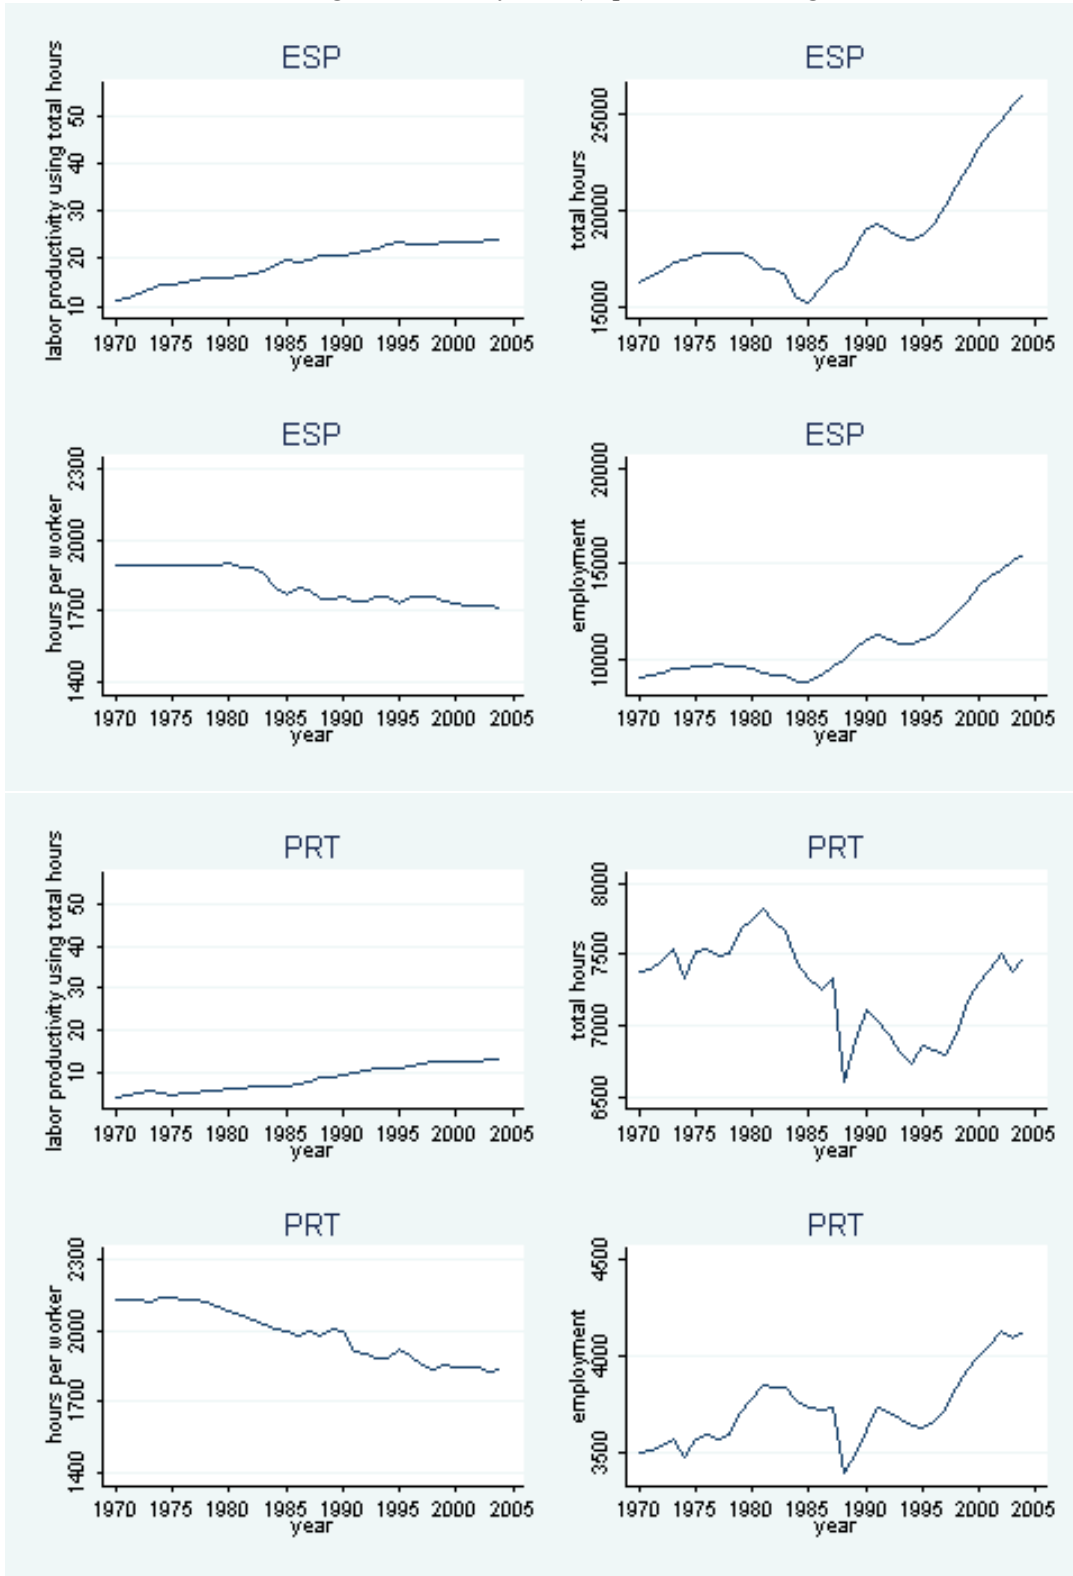 ESP
labor productivity using total hours
50
40
30
20
10
1970 1975 1980 1985 1990 1995 2000 2005
year
ESP
total hours
25000
20000
15000
1970 1975 1980 1985 1990 1995 2000 2005
year
ESP
hours per worker
2300
2000
1700
1400
1970 1975 1980 1985 1990 1995 2000 2005
year
ESP
employment
20000
15000
10000
1970 1975 1980 1985 1990 1995 2000 2005
year
PRT
labor productivity using total hours
50
40
30
20
10
1970 1975 1980 1985 1990 1995 2000 2005
year
PRT
total hours
8000
7500
7000
6500
1970 1975 1980 1985 1990 1995 2000 2005
year
PRT
hours per worker
2300
2000
1700
1400
1970 1975 1980 1985 1990 1995 2000 2005
year
PRT
employment
4500
4000
3500
1970 1975 1980 1985 1990 1995 2000 2005
year